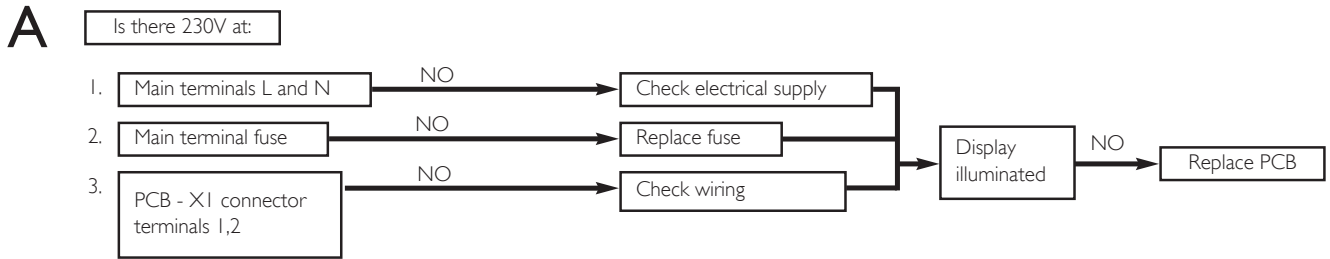 A
Is there 230V at:
1. Main terminals L and N
NO
Check electrical supply
2. Main terminal fuse
NO
Replace fuse
3. PCB - X1 connector
terminals 1,2
NO
Check wiring
Display
illuminated
NO
Replace PCB